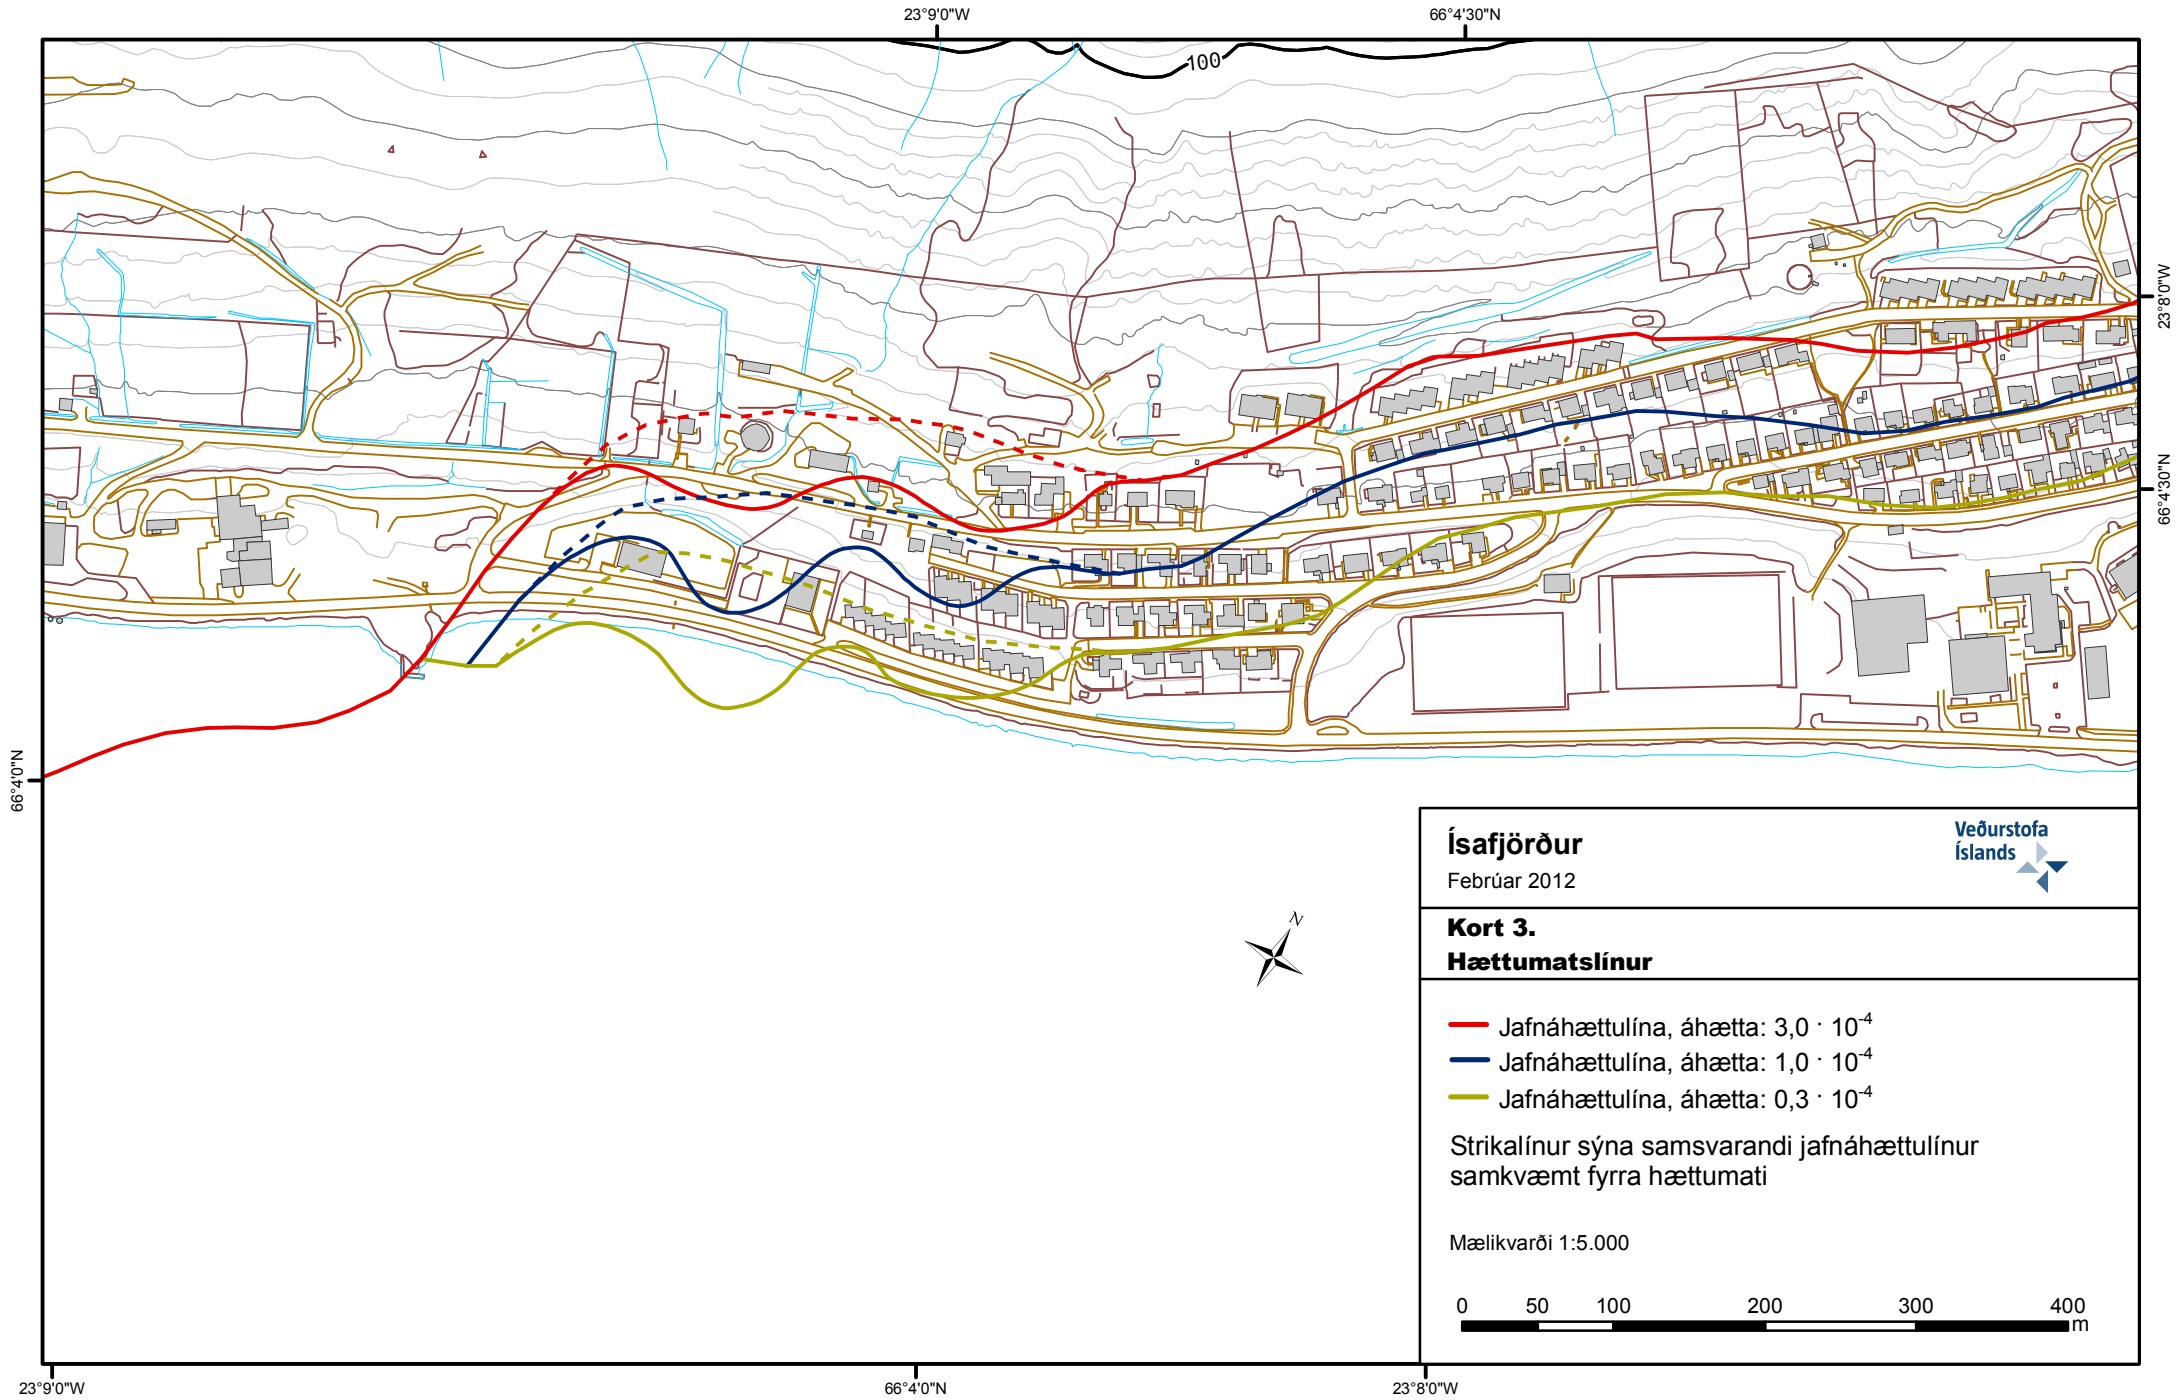 23°9'0"W
66°4'30"N
100
23°8'0"W
66°4'30"N
66°4'0"N
Ísafjörður
Febrúar 2012
Veðurstofa
Íslands
N
Kort 3.
Hættumatslínur
Jafnáhættulína, áhætta: 3,0 · 10⁻⁴
Jafnáhættulína, áhætta: 1,0 · 10⁻⁴
Jafnáhættulína, áhætta: 0,3 · 10⁻⁴
Strikalínur sýna samsvarandi jafnáhættulínur
samkvæmt fyrra hættumati
Mælikvarði 1:5.000
0 50 100 200 300 400
m
23°9'0"W
66°4'0"N
23°8'0"W